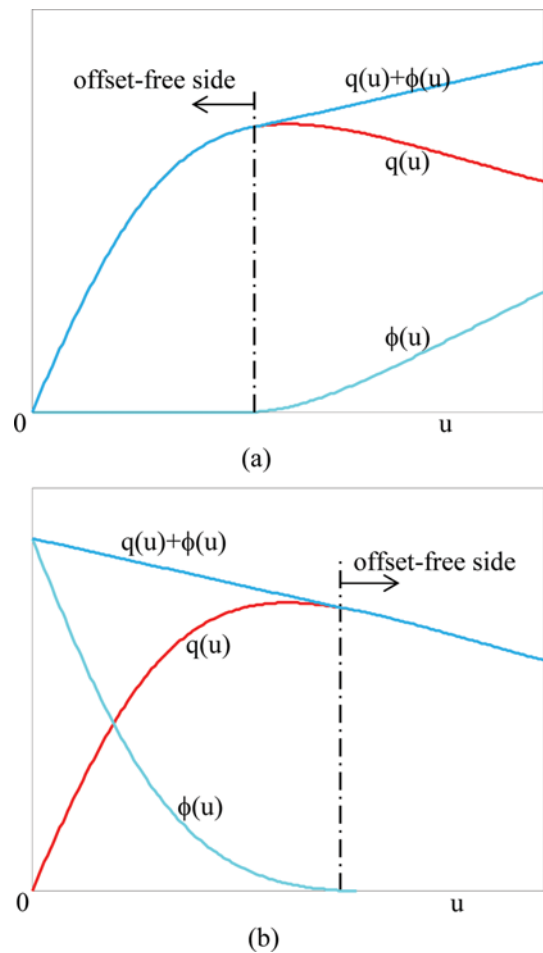 offset-free side
q(u)+ϕ(u)
q(u)
ϕ(u)
0
u
(a)
q(u)+ϕ(u)
offset-free side
q(u)
ϕ(u)
0
u
(b)